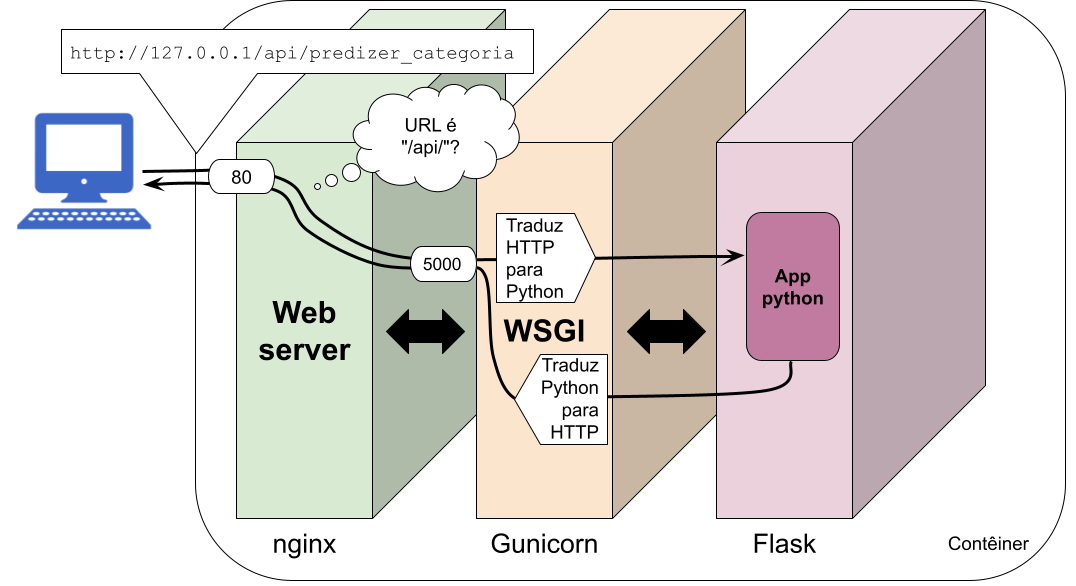 http://127.0.0.1/api/predizer_categoria
URL é
"/api/"?
80
5000
Traduz
HTTP
para
Python
App
python
Web
server
WSGI
Traduz
Python
para
HTTP
nginx
Gunicorn
Flask
Contêiner